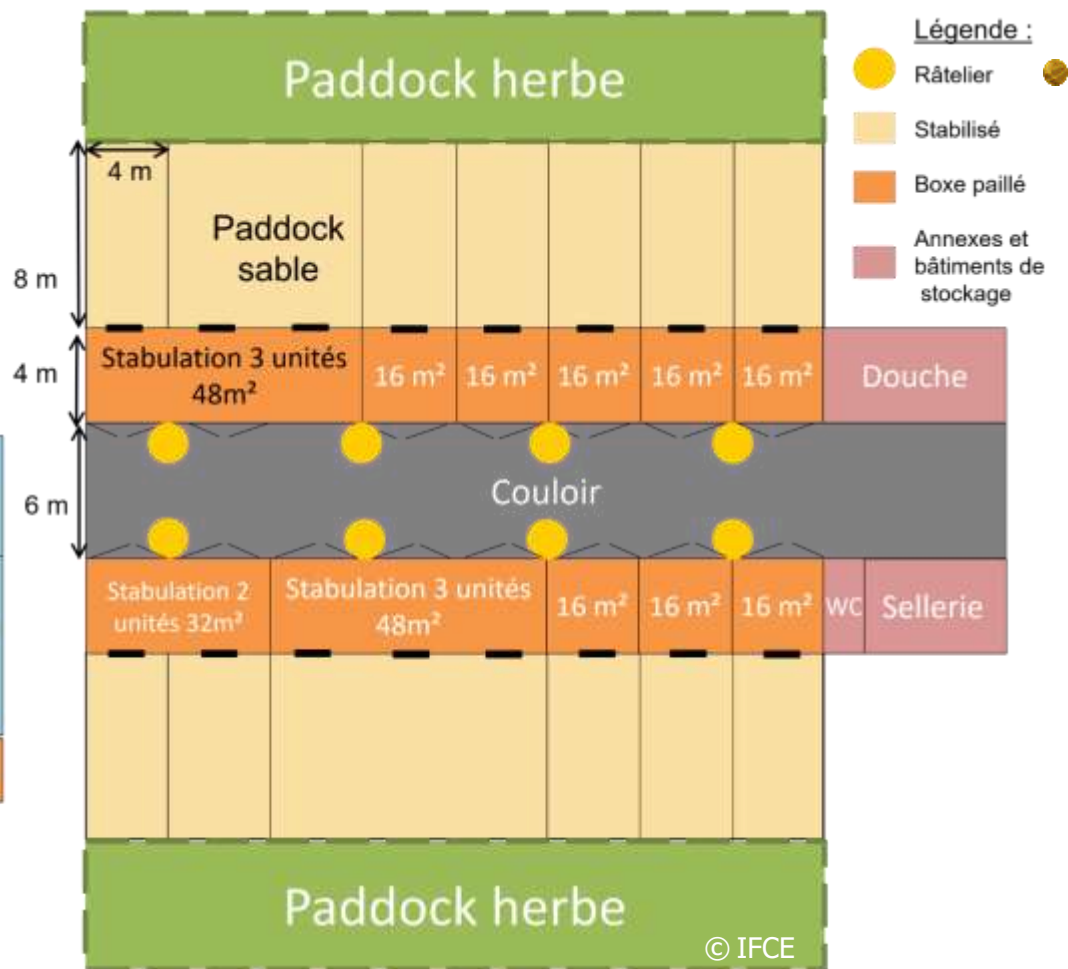 Paddock herbe
Légende :
Râtelier
Stabilisé
Boxe paillé
Annexes et
bâtiments de
stockage
4 m
Paddock
sable
8 m
4 m
Stabulation 3 unités
48m²
16 m²
16 m²
16 m²
16 m²
16 m²
Douche
6 m
Couloir
Stabulation 2
unités 32m²
Stabulation 3 unités
48m²
16 m²
16 m²
16 m²
WC
Sellerie
Paddock herbe
© IFCE